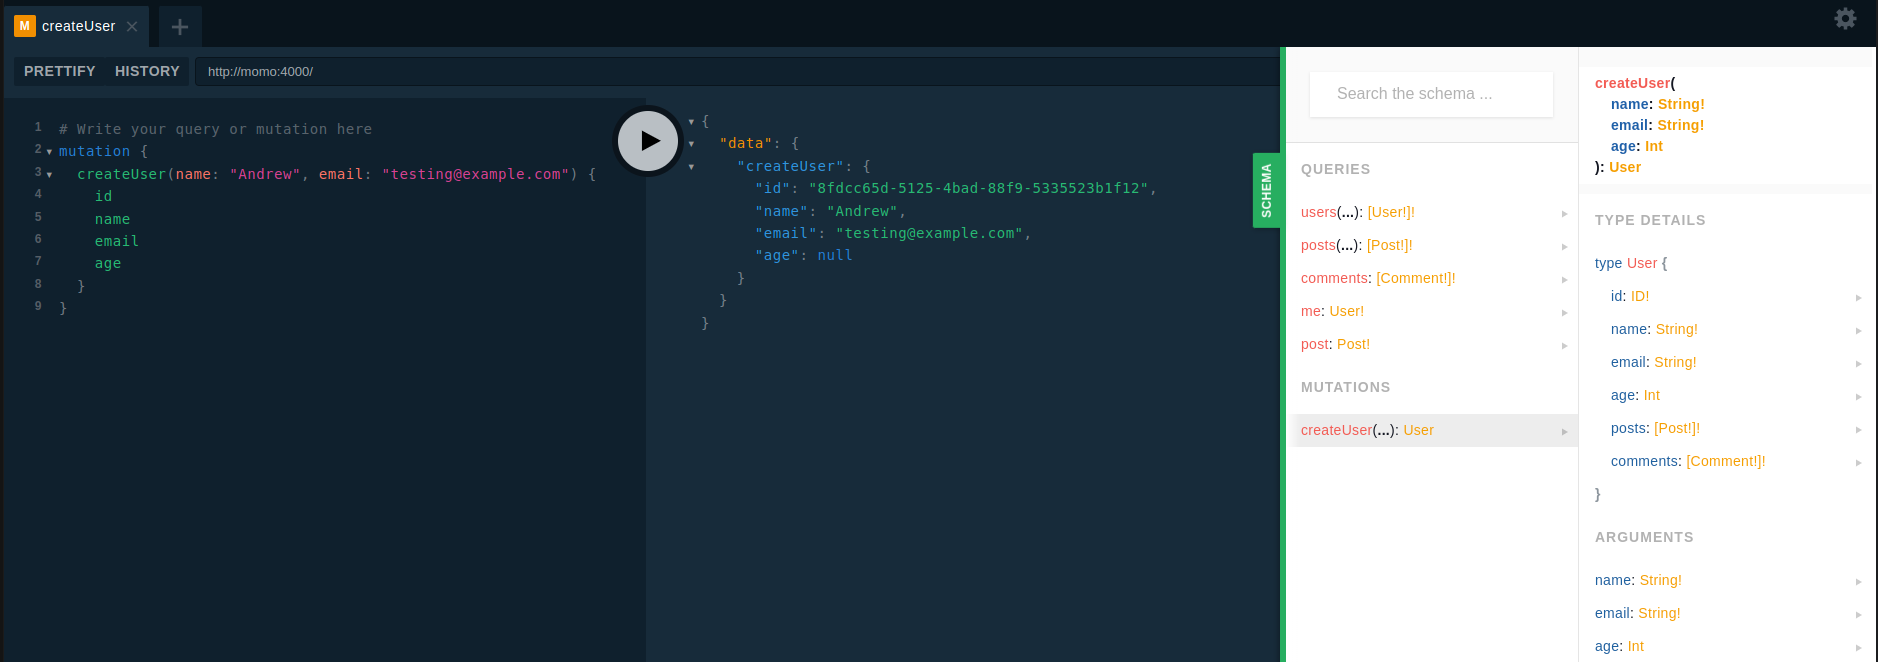 M createUser
PRETTIFY HISTORY http://momo:4000/
1 # Write your query or mutation here
2 mutation {
3 createUser(name: "Andrew", email: "testing@example.com") {
4 id
5 name
6 email
7 age
8 }
9 }
{
"data": {
"createUser": {
"id": "8fdcc65d-5125-4bad-88f9-5335523b1f12",
"name": "Andrew",
"email": "testing@example.com",
"age": null
}
}
}
SCHEMA
Search the schema ...
QUERIES
users(...): [User!]!
posts(...): [Post!]!
comments: [Comment!]!
me: User!
post: Post!
MUTATIONS
createUser(...): User
createUser(
name: String!
email: String!
age: Int
): User
TYPE DETAILS
type User {
id: ID!
name: String!
email: String!
age: Int
posts: [Post!]!
comments: [Comment!]!
}
ARGUMENTS
name: String!
email: String!
age: Int